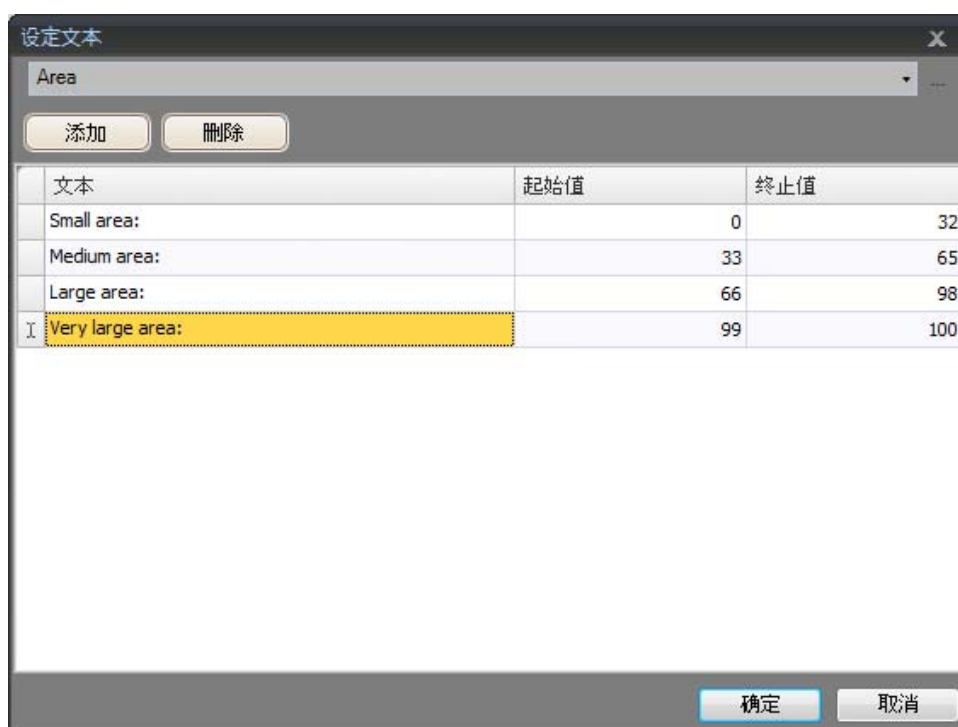 设定文本 X
Area ...
添加 删除
文本 起始值 终止值
Small area: 0 32
Medium area: 33 65
Large area: 66 98
Very large area: 99 100
确定 取消